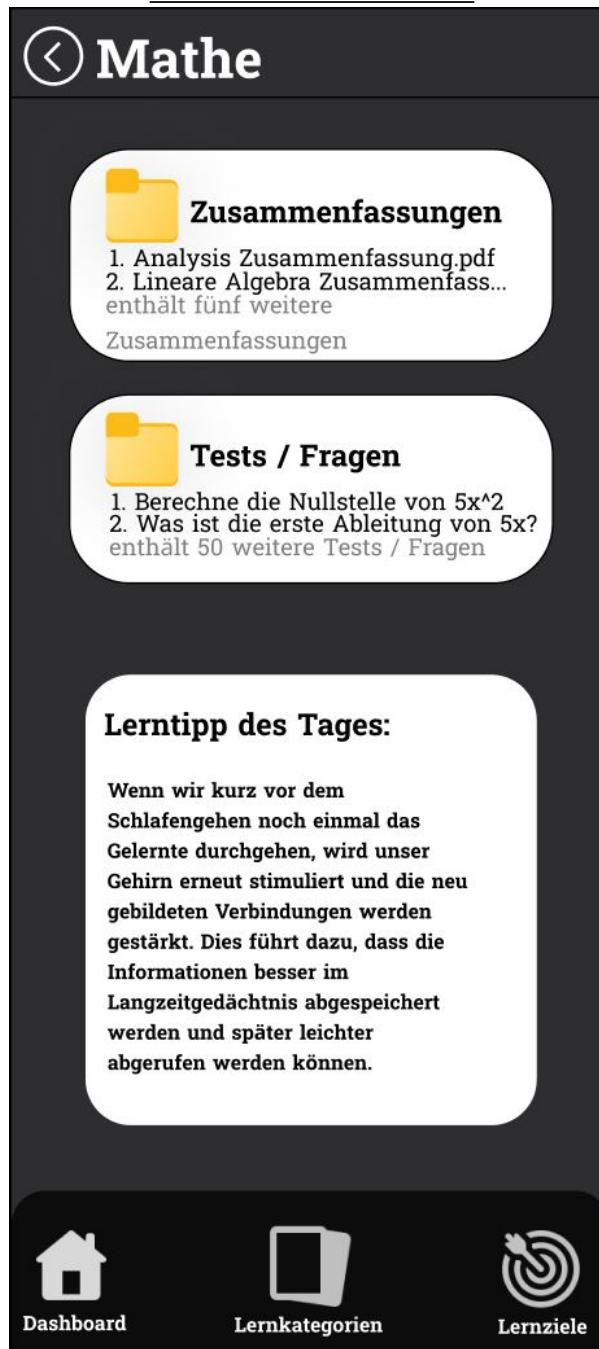 Mathe
Zusammenfassungen
1. Analysis Zusammenfassung.pdf
2. Lineare Algebra Zusammenfass...
enthält fünf weitere
Zusammenfassungen
Tests / Fragen
1. Berechne die Nullstelle von 5x^2
2. Was ist die erste Ableitung von 5x?
enthält 50 weitere Tests / Fragen
Lerntipp des Tages:
Wenn wir kurz vor dem
Schlafengehen noch einmal das
Gelernte durchgehen, wird unser
Gehirn erneut stimuliert und die neu
gebildeten Verbindungen werden
gestärkt. Dies führt dazu, dass die
Informationen besser im
Langzeitgedächtnis abgespeichert
werden und später leichter
abgerufen werden können.
Dashboard
Lernkategorien
Lernziele